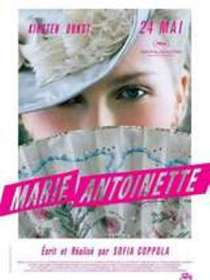 KIRSTEN DUNST
24 MAI
MARIE ANTOINETTE
Écrit et Réalisé par SOFIA COPPOLA